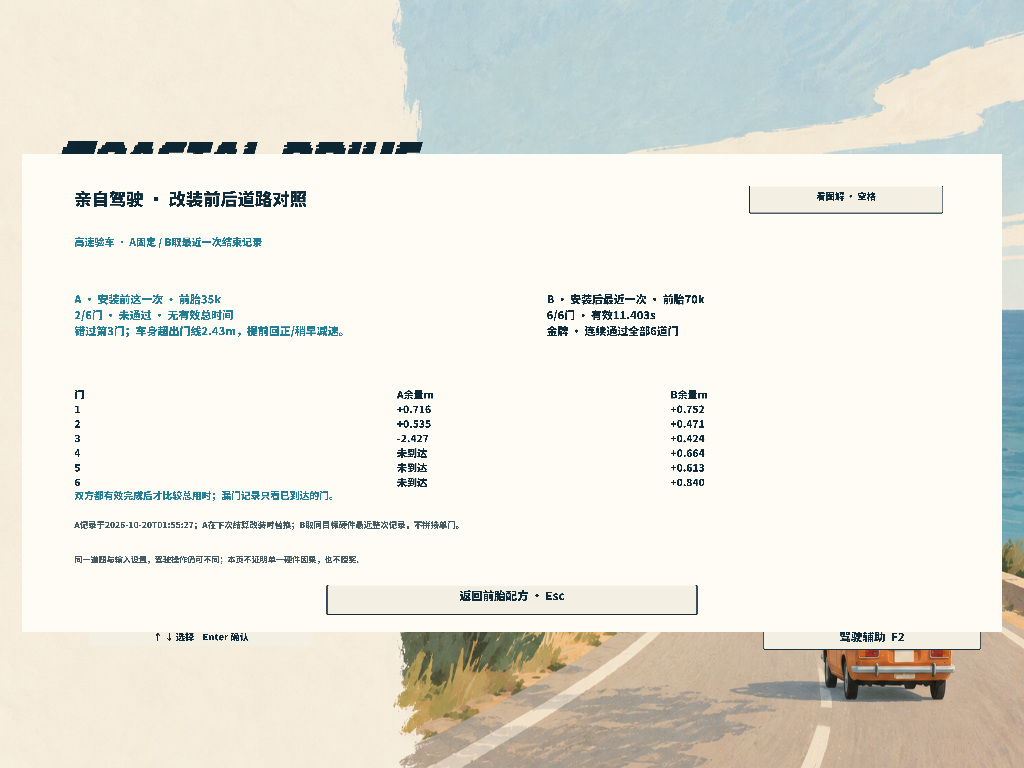 COASTAL DRIVE
亲自驾驶 · 改装前后道路对照
看图解 · 空格
高速验车 · A固定 / B取最近一次结束记录
A · 安装前这一次 · 前胎35k
2/6门 · 未通过 · 无有效总时间
错过第3门；车身超出门线2.43m，提前回正/稍早减速。
B · 安装后最近一次 · 前胎70k
6/6门 · 有效11.403s
金牌 · 连续通过全部6道门
门 A余量m B余量m
1 +0.716 +0.752
2 +0.535 +0.471
3 -2.427 +0.424
4 未到达 +0.664
5 未到达 +0.613
6 未到达 +0.840
双方都有效完成后才比较总用时；漏门记录只看已到达的门。
A记录于2026-10-20T01:55:27；A在下次结算改装时替换；B取同目标硬件最近整次记录，不拼接单门。
同一道路与输入设置，驾驶操作仍可不同；本页不证明单一硬件因果，也不颁奖。
返回前胎配方 · Esc
↑ ↓ 选择 Enter 确认
驾驶辅助 F2